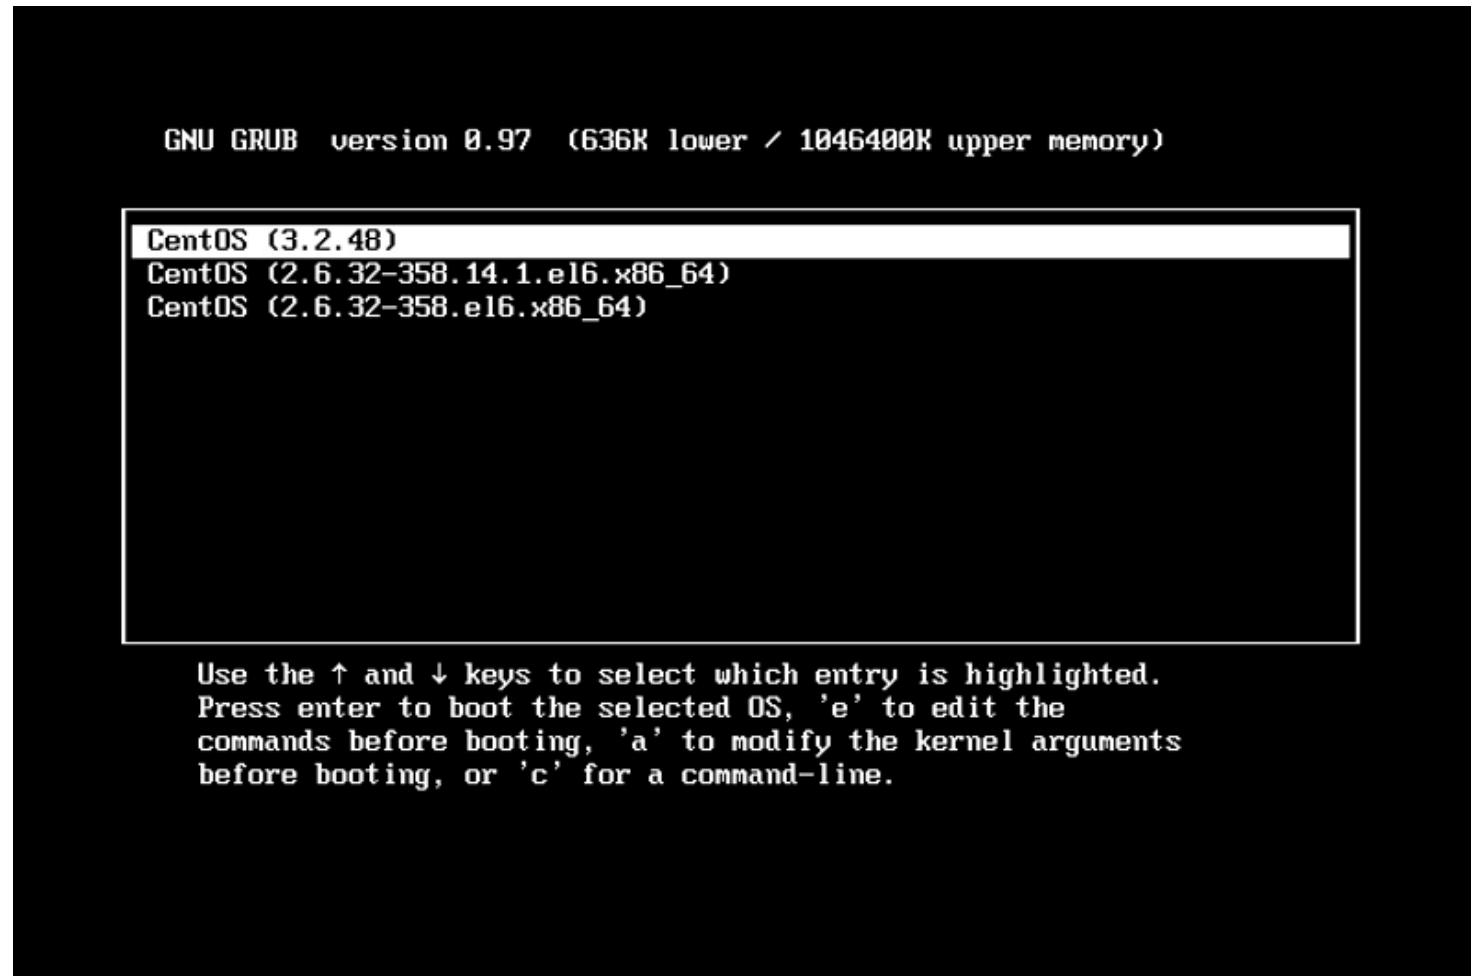 GNU GRUB  version 0.97  (636K lower / 1046400K upper memory)
CentOS (3.2.48)
CentOS (2.6.32-358.14.1.el6.x86_64)
CentOS (2.6.32-358.el6.x86_64)
Use the ↑ and ↓ keys to select which entry is highlighted.
Press enter to boot the selected OS, 'e' to edit the
commands before booting, 'a' to modify the kernel arguments
before booting, or 'c' for a command-line.